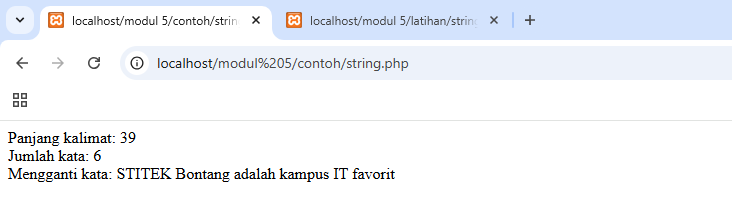 localhost/modul 5/contoh/strin
localhost/modul 5/latihan/string
localhost/modul%205/contoh/string.php
Panjang kalimat: 39
Jumlah kata: 6
Mengganti kata: STITEK Bontang adalah kampus IT favorit